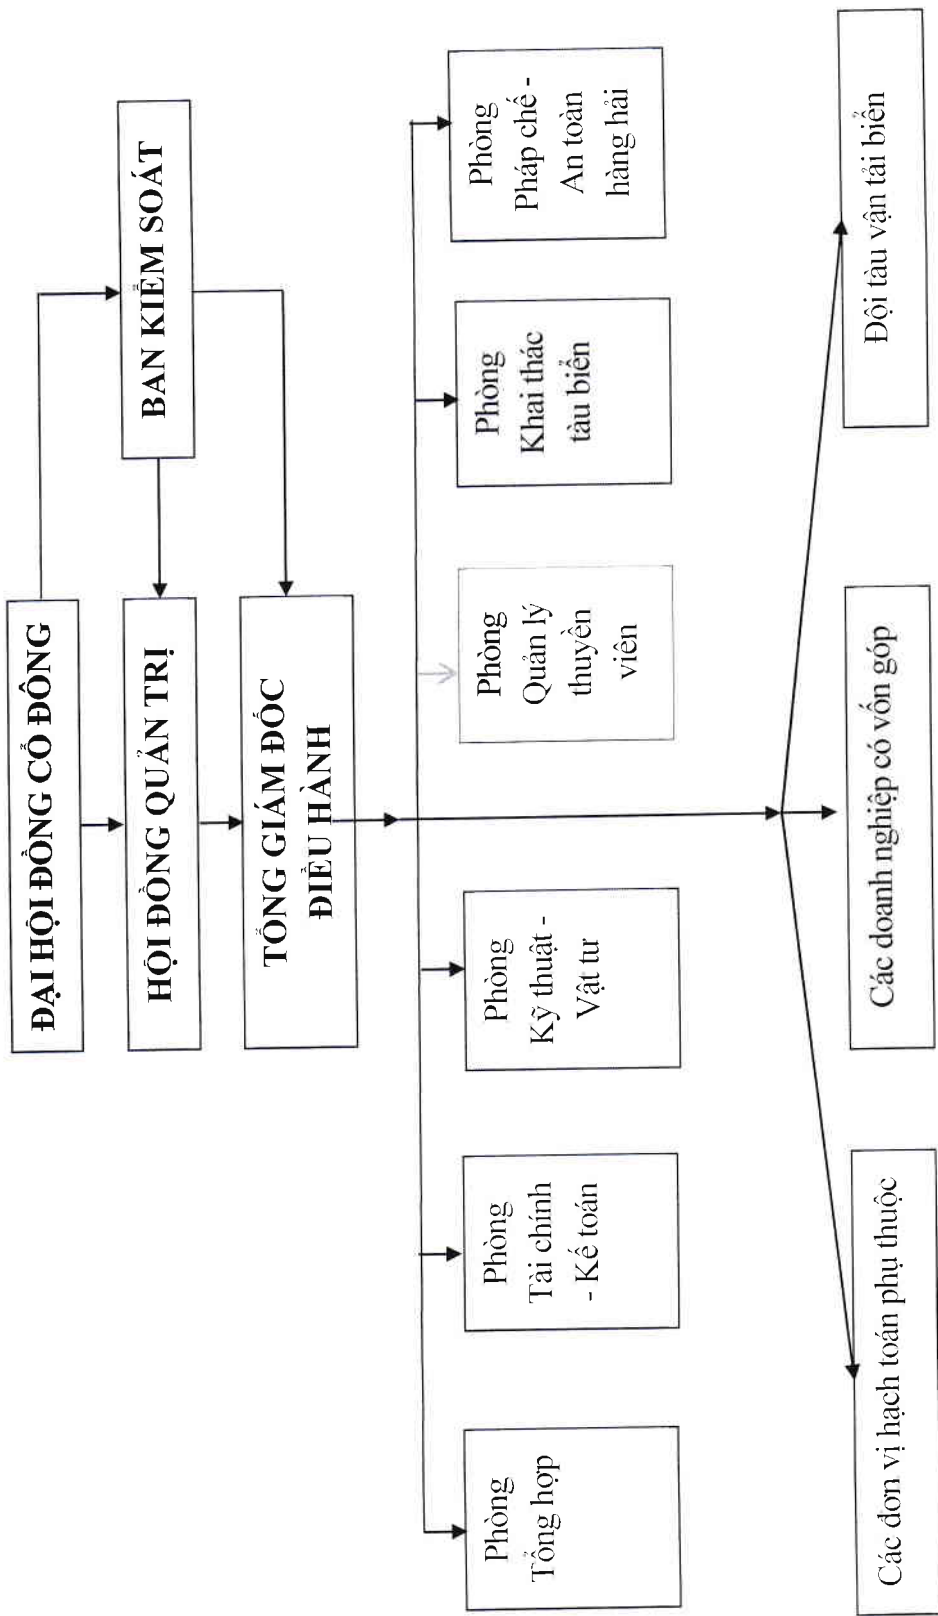 ĐẠI HỘI ĐỒNG CỔ ĐÔNG
BAN KIỂM SOÁT
HỘI ĐỒNG QUẢN TRỊ
TỔNG GIÁM ĐỐC
ĐIỀU HÀNH
Phòng
Tổng hợp
Phòng
Tài chính
- Kế toán
Phòng
Kỹ thuật -
Vật tư
Phòng
Quản lý
thuyền
viên
Phòng
Khai thác
tàu biển
Phòng
Pháp chế -
An toàn
hàng hải
Các đơn vị hạch toán phụ thuộc
Các doanh nghiệp có vốn góp
Đội tàu vận tải biển